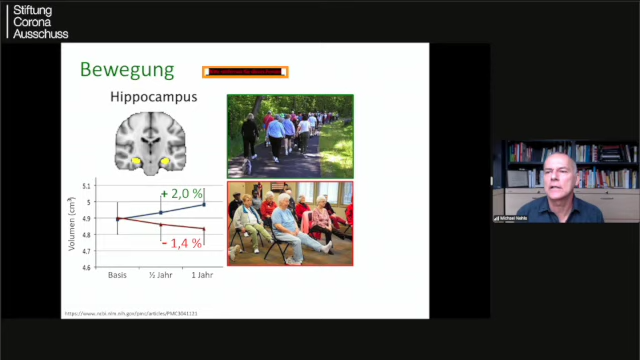 Stiftung
Corona
Ausschuss
Bewegung
Hippocampus
Volumen (cm³)
5.1
5
4.9
4.8
4.7
4.6
+ 2,0 %
- 1,4 %
Basis
½ Jahr
1 Jahr
https://www.ncbi.nlm.nih.gov/pmc/articles/PMC3041121
Michael Nehls